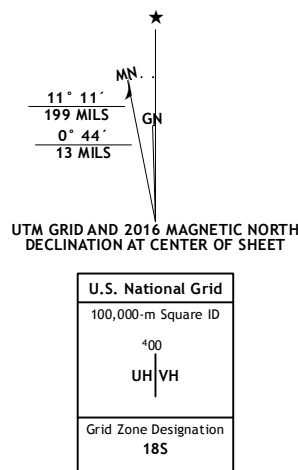 MN
GN
11° 11´
199 MILS
0° 44´
13 MILS
UTM GRID AND 2016 MAGNETIC NORTH
DECLINATION AT CENTER OF SHEET
U.S. National Grid
100,000-m Square ID
⁴00
UH VH
Grid Zone Designation
18S